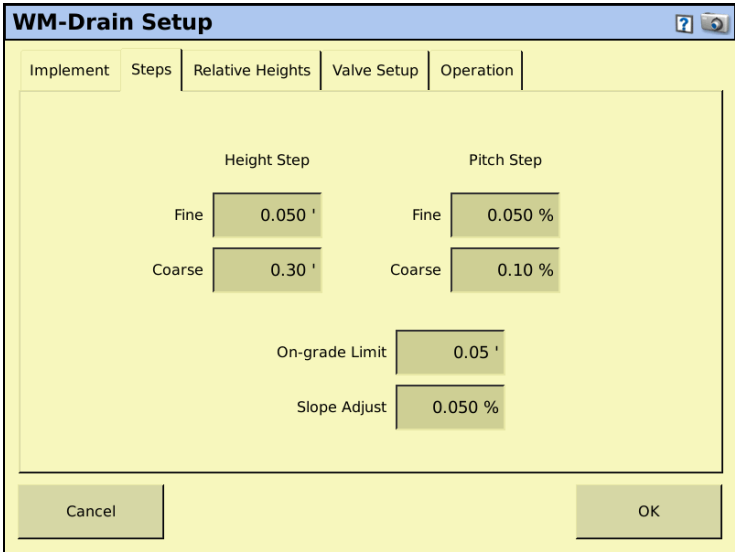 WM-Drain Setup
Implement Steps Relative Heights Valve Setup Operation
Height Step Pitch Step
Fine 0.050 ' Fine 0.050 %
Coarse 0.30 ' Coarse 0.10 %
On-grade Limit 0.05 '
Slope Adjust 0.050 %
Cancel OK